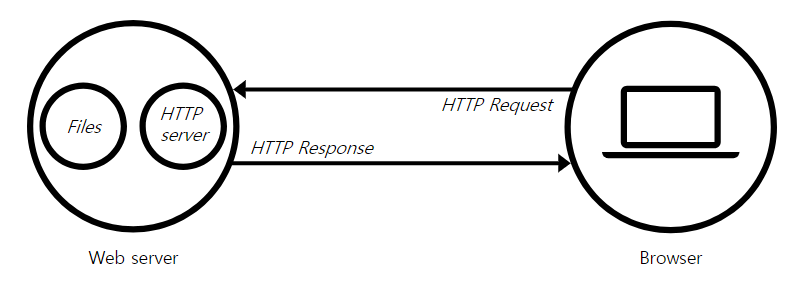 HTTP Request
Files
HTTP
server
HTTP Response
Web server
Browser